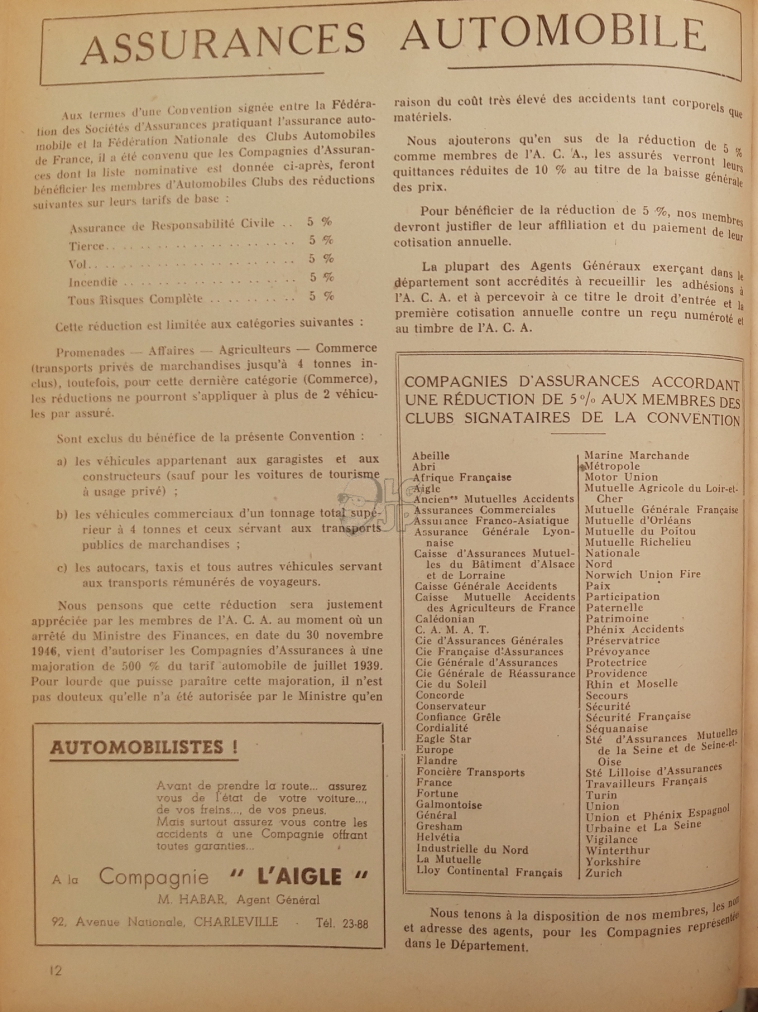 ASSURANCES AUTOMOBILE
Aux termes d'une Convention signée entre la Fédéra-
tion des Sociétés d'Assurances pratiquant l'assurance auto-
mobile et la Fédération Nationale des Clubs Automobiles
de France, il a été convenu que les Compagnies d'Assuran-
ces dont la liste nominative est donnée ci-après, feront
bénéficier les membres d'Automobiles Clubs des réductions
suivantes sur leurs tarifs de base :
Assurance de Responsabilité Civile .. 5 %
Tierce.. . . . . . . . . . . . . . . . . 5 %
Vol.. . . . . . . . . . . . . . . . . . 5 %
Incendie . . . . . . . . . . . . . . . 5 %
Tous Risques Complète . . . . . . . . . 5 %
Cette réduction est limitée aux catégories suivantes :
Promenades — Affaires — Agriculteurs — Commerce
(transports privés de marchandises jusqu'à 4 tonnes in-
clus), toutefois, pour cette dernière catégorie (Commerce),
les réductions ne pourront s'appliquer à plus de 2 véhicu-
les par assuré.
Sont exclus du bénéfice de la présente Convention :
a) les véhicules appartenant aux garagistes et aux
constructeurs (sauf pour les voitures de tourisme
à usage privé) ;
b) les véhicules commerciaux d'un tonnage total supé-
rieur à 4 tonnes et ceux servant aux transports
publics de marchandises ;
c) les autocars, taxis et tous autres véhicules servant
aux transports rémunérés de voyageurs.
Nous pensons que cette réduction sera justement
appréciée par les membres de l'A. C. A. au moment où un
arrêté du Ministre des Finances, en date du 30 novembre
1946, vient d'autoriser les Compagnies d'Assurances à une
majoration de 500 % du tarif automobile de juillet 1939.
Pour lourde que puisse paraître cette majoration, il n'est
pas douteux qu'elle n'a été autorisée par le Ministre qu'en
AUTOMOBILISTES !
Avant de prendre la route... assurez
vous de l'état de votre voiture...,
de vos freins..., de vos pneus.
Mais surtout assurez vous contre les
accidents à une Compagnie offrant
toutes garanties...
A la Compagnie " L'AIGLE "
M. HABAR, Agent Général
92, Avenue Nationale, CHARLEVILLE - Tél. 23-88
12
raison du coût très élevé des accidents tant corporels que
matériels.
Nous ajouterons qu'en sus de la réduction de 5 %
comme membres de l'A. C. A., les assurés verront leurs
quittances réduites de 10 % au titre de la baisse générale
des prix.
Pour bénéficier de la réduction de 5 %, nos membres
devront justifier de leur affiliation et du paiement de leur
cotisation annuelle.
La plupart des Agents Généraux exerçant dans le
département sont accrédités à recueillir les adhésions à
l'A. C. A. et à percevoir à ce titre le droit d'entrée et la
première cotisation annuelle contre un reçu numéroté et
au timbre de l'A. C. A.
COMPAGNIES D'ASSURANCES ACCORDANT
UNE RÉDUCTION DE 5% AUX MEMBRES DES
CLUBS SIGNATAIRES DE LA CONVENTION
Abeille
Abri
Afrique Française
Aigle
Anciennes Mutuelles Accidents
Assurances Commerciales
Assurance Franco-Asiatique
Assurance Générale Lyon-
naise
Caisse d'Assurances Mutuel-
les du Bâtiment d'Alsace
et de Lorraine
Caisse Générale Accidents
Caisse Mutuelle Accidents
des Agriculteurs de France
Calédonian
C. A. M. A. T.
Cie d'Assurances Générales
Cie Française d'Assurances
Cie Générale d'Assurances
Cie Générale de Réassurance
Cie du Soleil
Concorde
Conservateur
Confiance Grêle
Cordialité
Eagle Star
Europe
Flandre
Foncière Transports
France
Fortune
Galmontoise
Général
Gresham
Helvétia
Industrielle du Nord
La Mutuelle
Lloy Continental Français
Marine Marchande
Métropole
Motor Union
Mutuelle Agricole du Loir-et-
Cher
Mutuelle Générale Française
Mutuelle d'Orléans
Mutuelle du Poitou
Mutuelle Richelieu
Nationale
Nord
Norwich Union Fire
Paix
Participation
Paternelle
Patrimoine
Phénix Accidents
Préservatrice
Prévoyance
Protectrice
Providence
Rhin et Moselle
Secours
Sécurité
Sécurité Française
Séquanaise
Sté d'Assurances Mutuelles
de la Seine et de Seine-et-
Oise
Sté Lilloise d'Assurances
Travailleurs Français
Turin
Union
Union et Phénix Espagnol
Urbaine et La Seine
Vigilance
Winterthur
Yorkshire
Zurich
Nous tenons à la disposition de nos membres, les
et adresse des agents, pour les Compagnies
dans le Département.